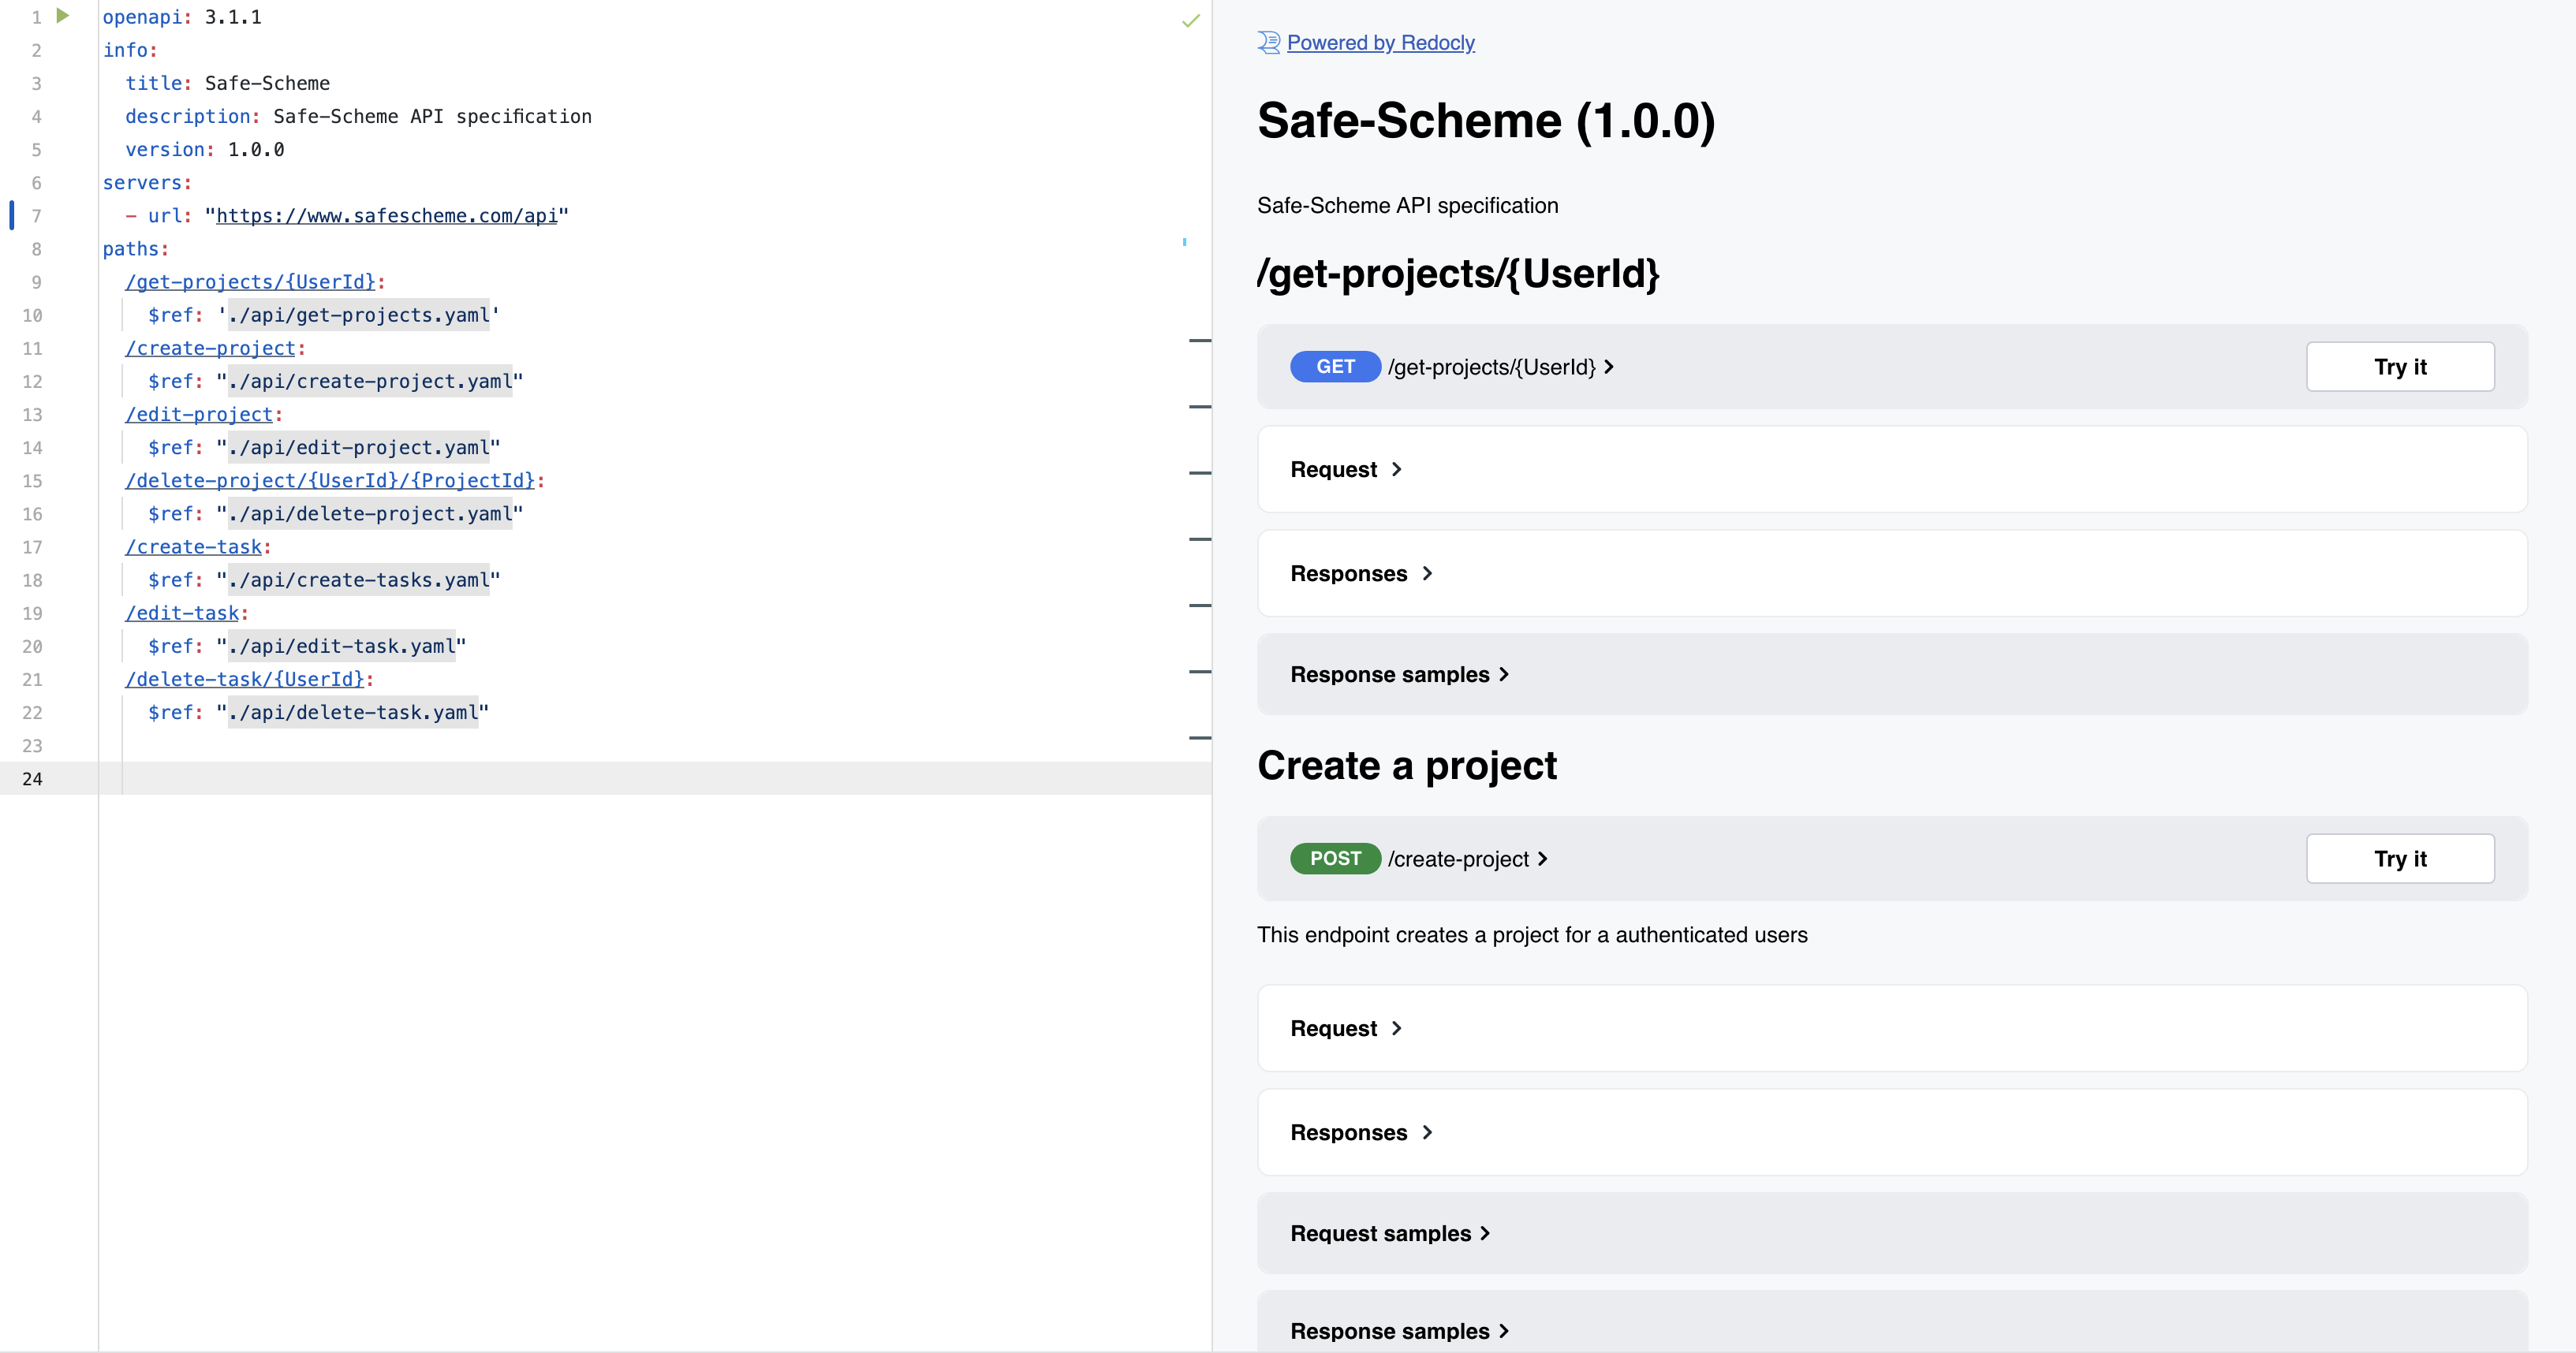 1 openapi: 3.1.1
2 info:
3 title: Safe-Scheme
4 description: Safe-Scheme API specification
5 version: 1.0.0
6 servers:
7 - url: "https://www.safescheme.com/api"
8 paths:
9 /get-projects/{UserId}:
10 $ref: './api/get-projects.yaml'
11 /create-project:
12 $ref: "./api/create-project.yaml"
13 /edit-project:
14 $ref: "./api/edit-project.yaml"
15 /delete-project/{UserId}/{ProjectId}:
16 $ref: "./api/delete-project.yaml"
17 /create-task:
18 $ref: "./api/create-tasks.yaml"
19 /edit-task:
20 $ref: "./api/edit-task.yaml"
21 /delete-task/{UserId}:
22 $ref: "./api/delete-task.yaml"
23
24
Powered by Redocly
Safe-Scheme (1.0.0)
Safe-Scheme API specification
/get-projects/{UserId}
GET /get-projects/{UserId} Try it
Request
Responses
Response samples
Create a project
POST /create-project Try it
This endpoint creates a project for a authenticated users
Request
Responses
Request samples
Response samples